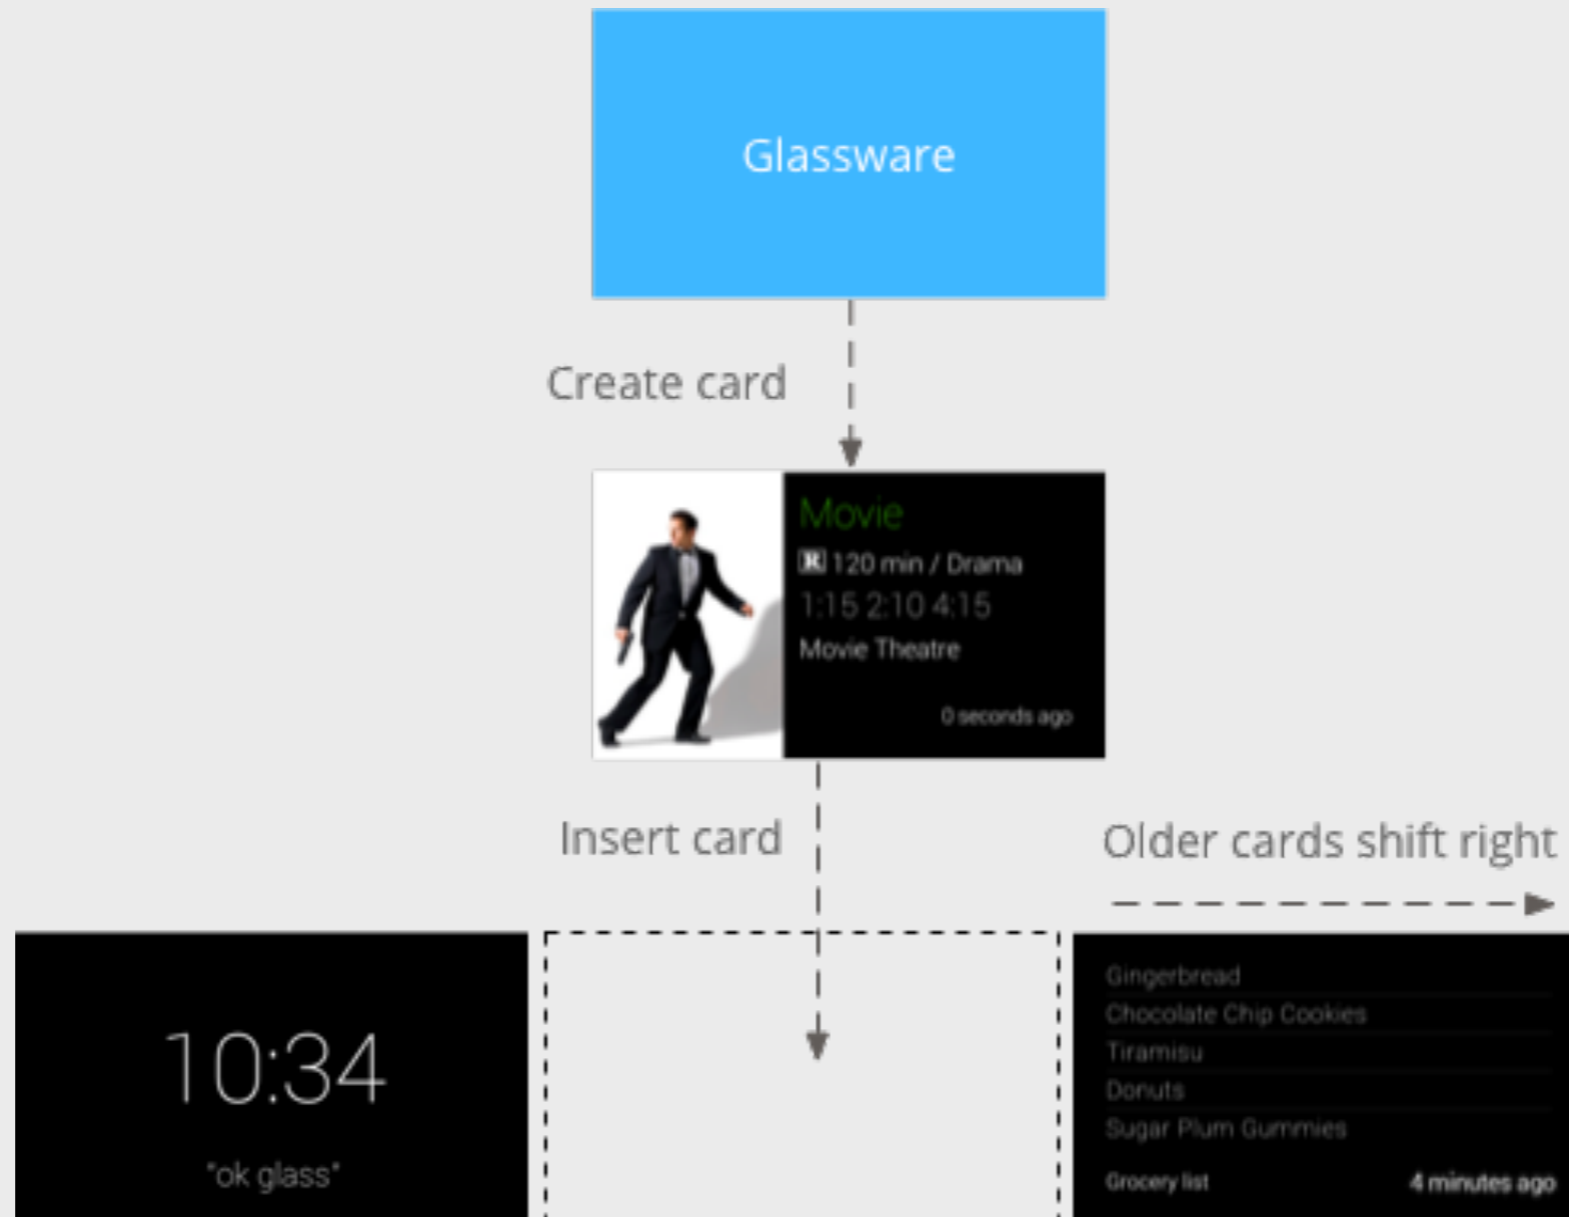 Glassware
Create card
Movie
R 120 min / Drama
1:15 2:10 4:15
Movie Theatre
0 seconds ago
Insert card
Older cards shift right
10:34
"ok glass"
Gingerbread
Chocolate Chip Cookies
Tiramisu
Donuts
Sugar Plum Gummies
Grocery list 4 minutes ago